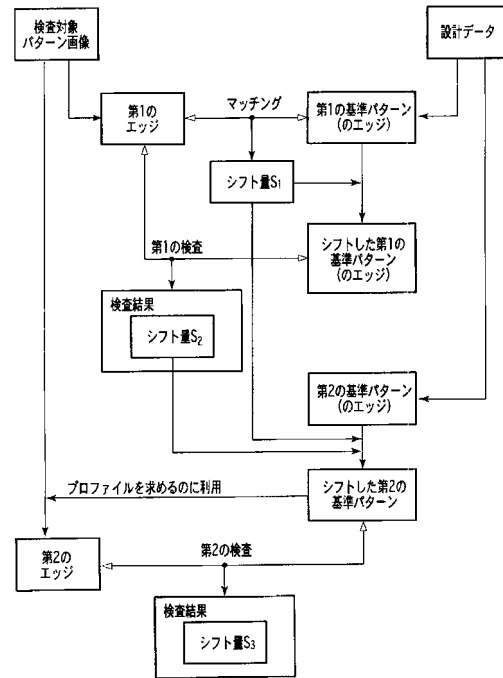 検査対象
パターン画像
設計データ
第1の
エッジ
マッチング
第1の基準パターン
(のエッジ)
シフト量S1
第1の検査
シフトした第1の
基準パターン
(のエッジ)
検査結果
シフト量S2
第2の基準パターン
(のエッジ)
プロファイルを求めるのに利用
シフトした第2の
基準パターン
第2の
エッジ
第2の検査
検査結果
シフト量S3